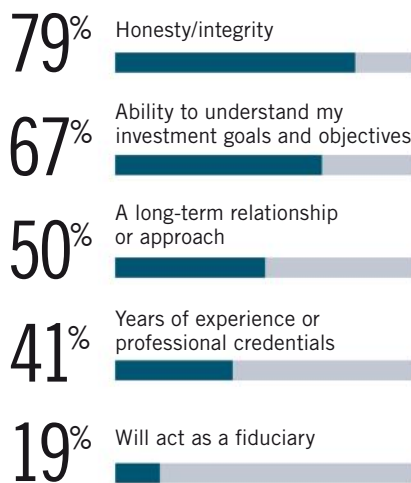 79% Honesty/integrity
67% Ability to understand my
investment goals and objectives
50% A long-term relationship
or approach
41% Years of experience or
professional credentials
19% Will act as a fiduciary